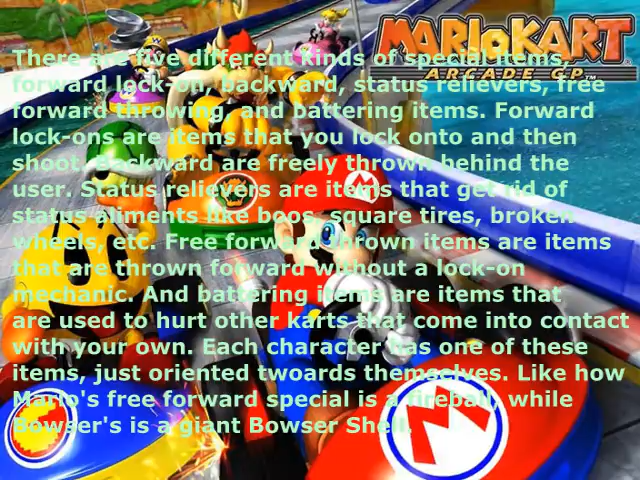 MARIOKART
ARCADE GP™
There are five different kinds of special items,
forward lock-on, backward, status relievers, free
forward throwing, and battering items. Forward
lock-ons are items that you lock onto and then
shoot. Backward are freely thrown behind the
user. Status relievers are items that get rid of
status aliments like boos, square tires, broken
wheels, etc. Free forward thrown items are items
that are thrown forward without a lock-on
mechanic. And battering items are items that
are used to hurt other karts that come into contact
with your own. Each character has one of these
items, just oriented twoards themselves. Like how
Mario's free forward special is a fireball, while
Bowser's is a giant Bowser Shell.